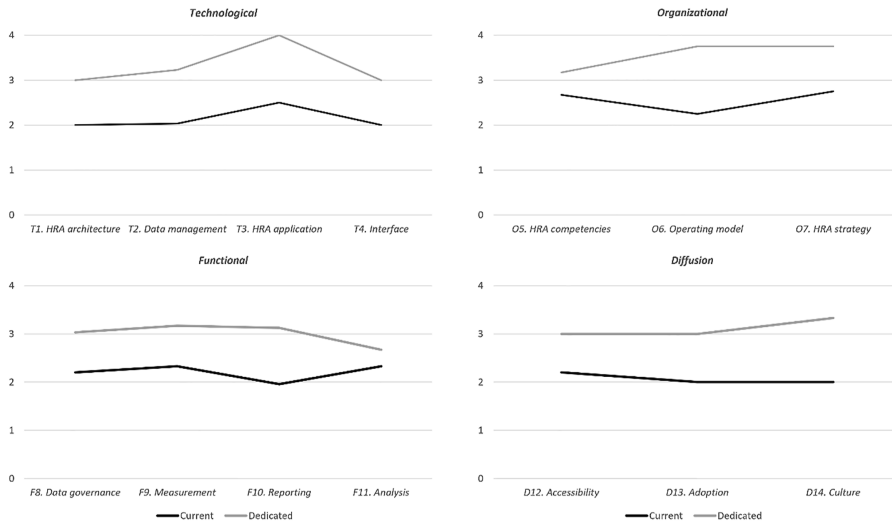 Technological
4
3
2
1
0
T1. HRA architecture T2. Data management T3. HRA application T4. Interface
Organizational
4
3
2
1
0
O5. HRA competencies O6. Operating model O7. HRA strategy
Functional
4
3
2
1
0
F8. Data governance F9. Measurement F10. Reporting F11. Analysis
Current Dedicated
Diffusion
4
3
2
1
0
D12. Accessibility D13. Adoption D14. Culture
Current Dedicated